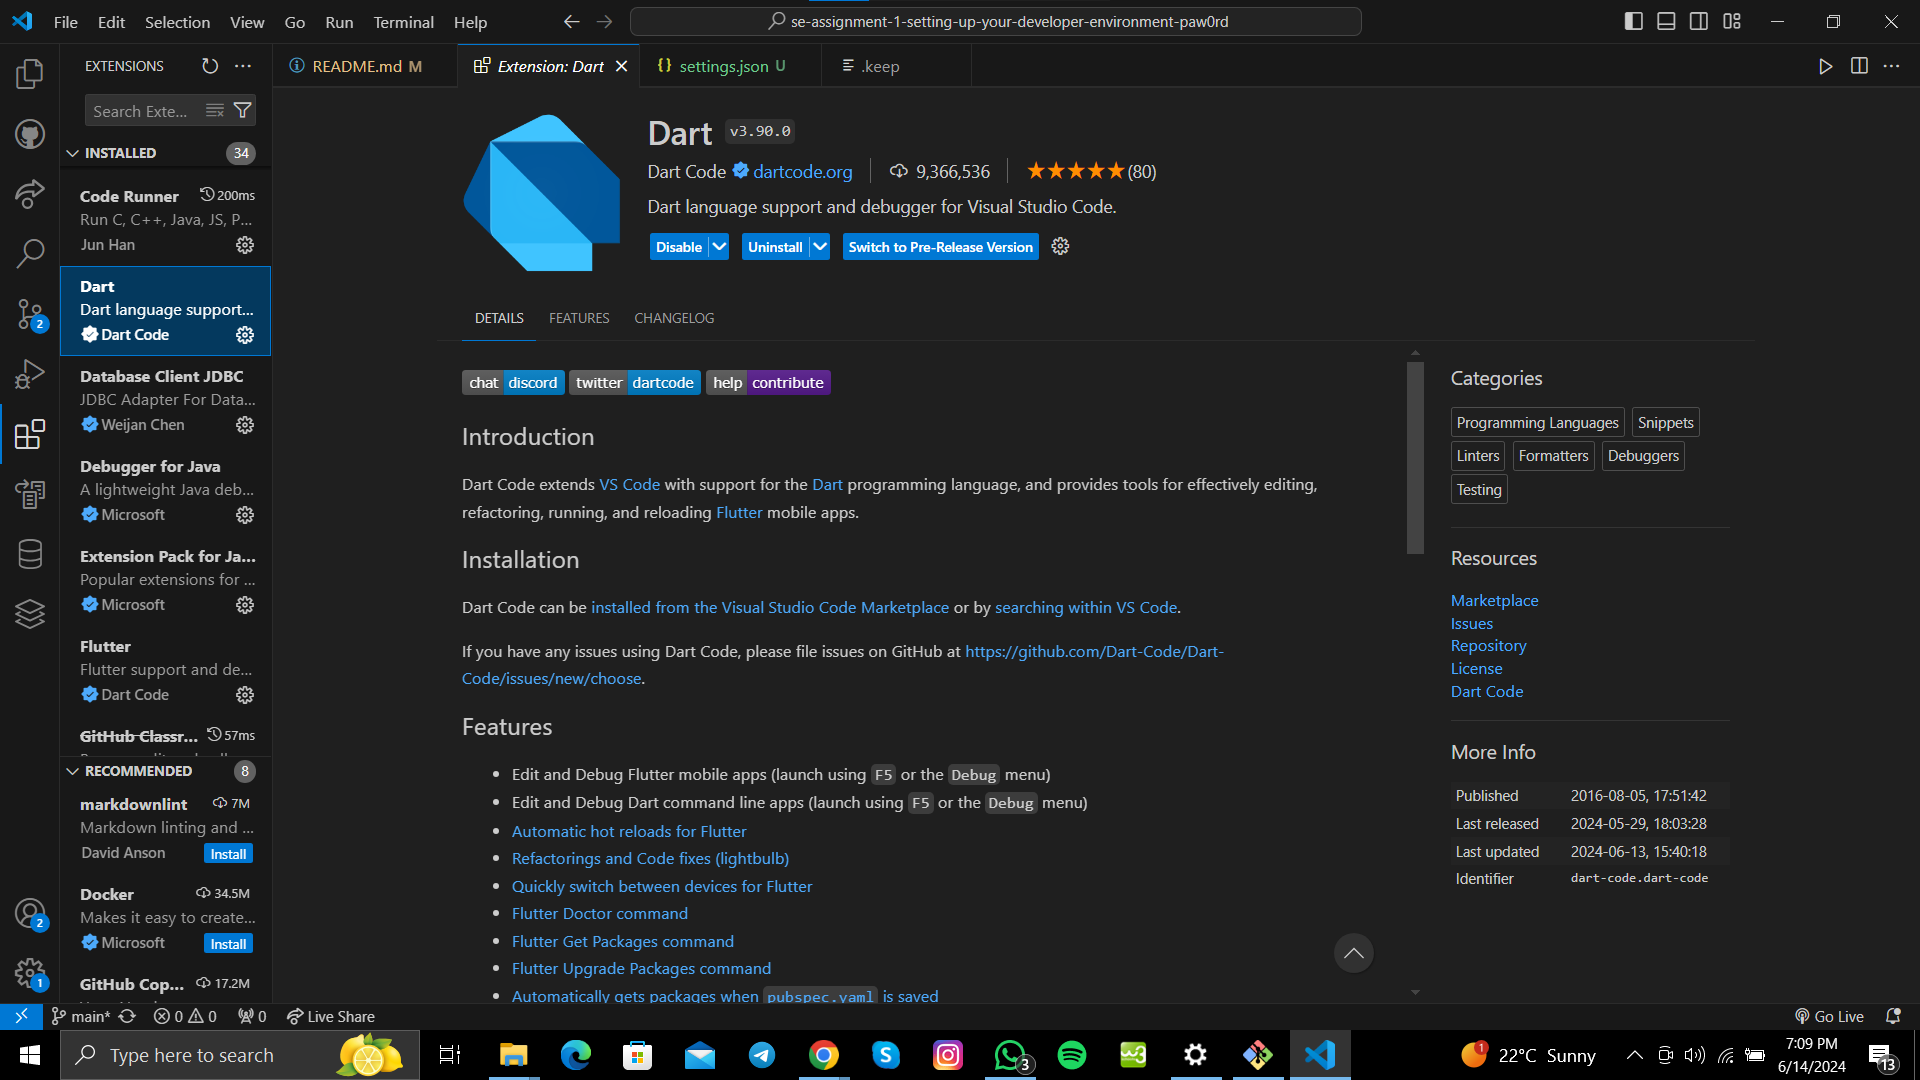 File Edit Selection View Go Run Terminal Help
se-assignment-1-setting-up-your-developer-environment-paw0rd
EXTENSIONS
README.md M
Extension: Dart
settings.json U
.keep
Search Exte...
INSTALLED 34
Code Runner 200ms
Run C, C++, Java, JS, P...
Jun Han
Dart
Dart language support...
Dart Code
Database Client JDBC
JDBC Adapter For Data...
Weijan Chen
Debugger for Java
A lightweight Java deb...
Microsoft
Extension Pack for Ja...
Popular extensions for ...
Microsoft
Flutter
Flutter support and de...
Dart Code
GitHub Classr... 57ms
RECOMMENDED 8
markdownlint 7M
Markdown linting and ...
David Anson Install
Docker 34.5M
Makes it easy to create...
Microsoft Install
GitHub Cop... 17.2M
2
2
1
Dart v3.90.0
Dart Code dartcode.org 9,366,536 (80)
Dart language support and debugger for Visual Studio Code.
Disable Uninstall Switch to Pre-Release Version
DETAILS FEATURES CHANGELOG
chat discord twitter dartcode help contribute
Introduction
Dart Code extends VS Code with support for the Dart programming language, and provides tools for effectively editing,
refactoring, running, and reloading Flutter mobile apps.
Installation
Dart Code can be installed from the Visual Studio Code Marketplace or by searching within VS Code.
If you have any issues using Dart Code, please file issues on GitHub at https://github.com/Dart-Code/Dart-
Code/issues/new/choose.
Features
• Edit and Debug Flutter mobile apps (launch using F5 or the Debug menu)
• Edit and Debug Dart command line apps (launch using F5 or the Debug menu)
• Automatic hot reloads for Flutter
• Refactorings and Code fixes (lightbulb)
• Quickly switch between devices for Flutter
• Flutter Doctor command
• Flutter Get Packages command
• Flutter Upgrade Packages command
• Automatically gets packages when pubspec.yaml is saved
Categories
Programming Languages Snippets
Linters Formatters Debuggers
Testing
Resources
Marketplace
Issues
Repository
License
Dart Code
More Info
Published 2016-08-05, 17:51:42
Last released 2024-05-29, 18:03:28
Last updated 2024-06-13, 15:40:18
Identifier dart-code.dart-code
main* 0 0 0 Live Share
Go Live
Type here to search
3
1
22°C Sunny
7:09 PM
6/14/2024
13